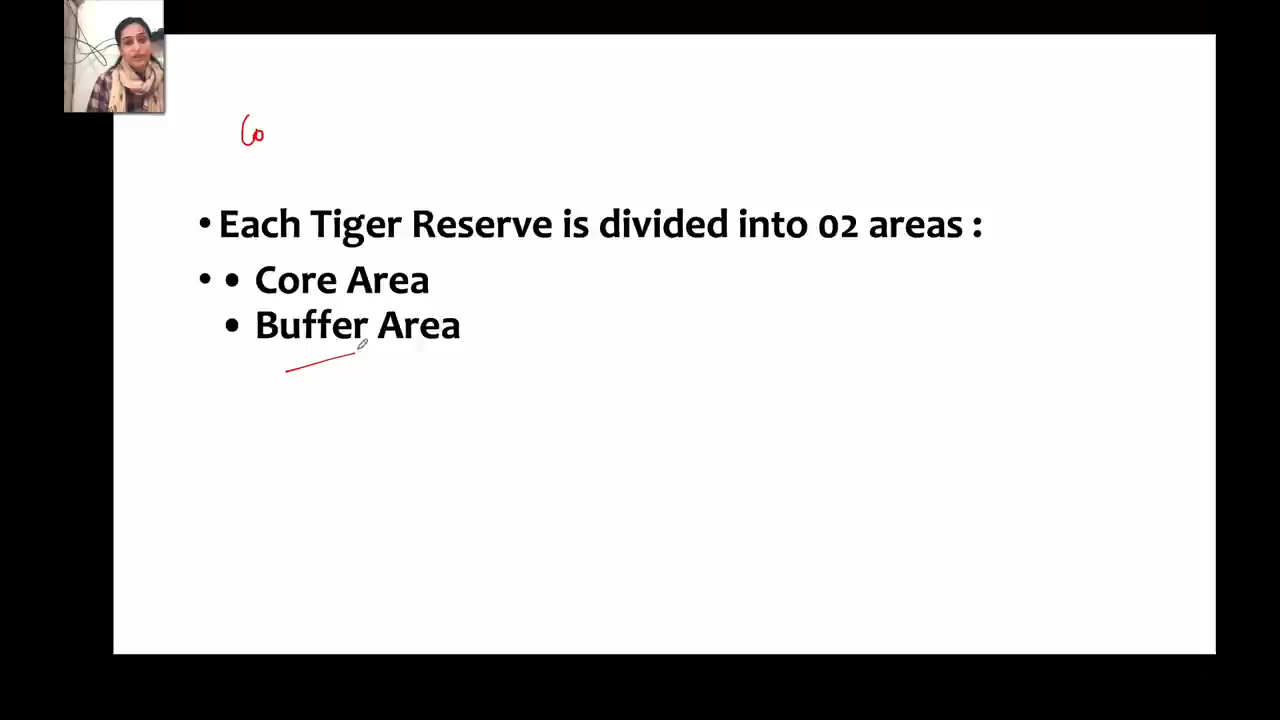 Co
• Each Tiger Reserve is divided into 02 areas :
• • Core Area
• Buffer Area